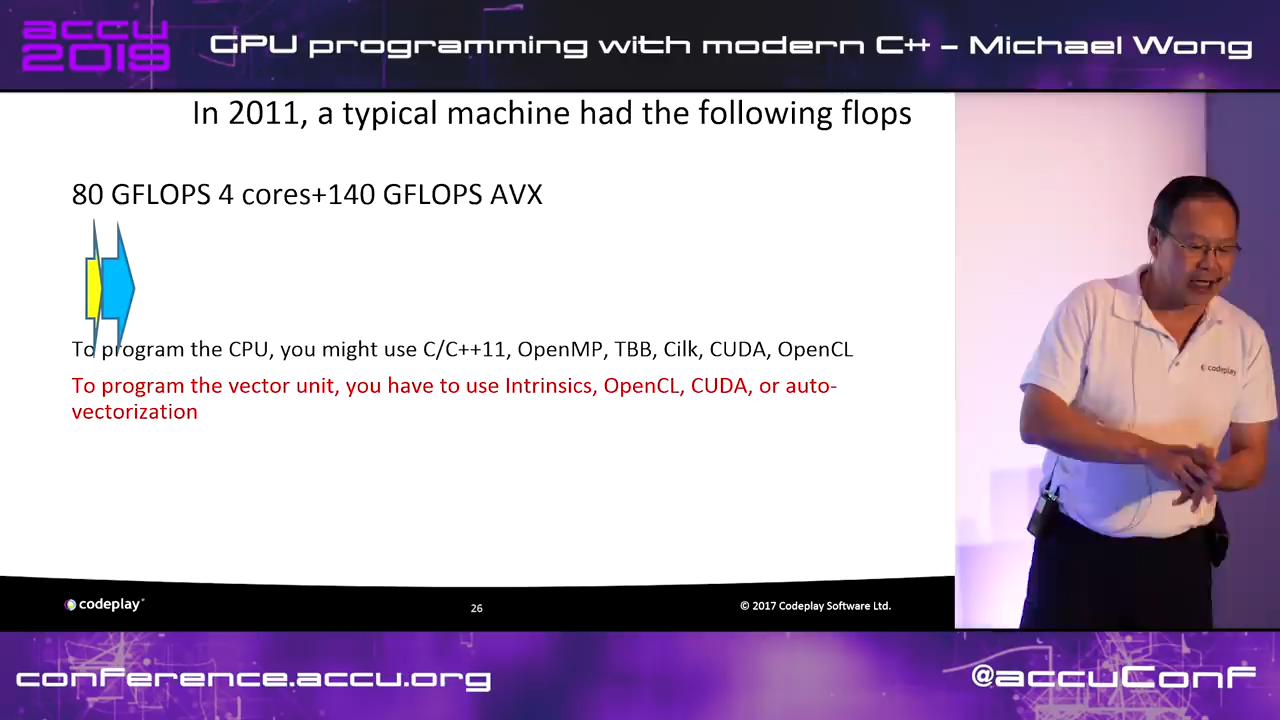 accu
2019
GPU programming with modern C++ – Michael Wong
In 2011, a typical machine had the following flops
80 GFLOPS 4 cores+140 GFLOPS AVX
To program the CPU, you might use C/C++11, OpenMP, TBB, Cilk, CUDA, OpenCL
To program the vector unit, you have to use Intrinsics, OpenCL, CUDA, or auto-
vectorization
codeplay
codeplay
26
© 2017 Codeplay Software Ltd.
conference.accu.org
@accuConf